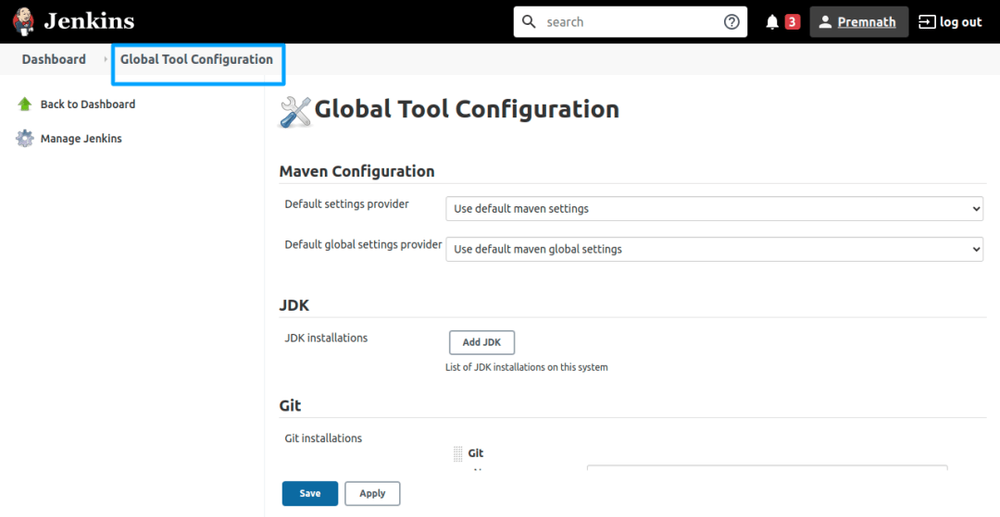 Jenkins
search
3
Premnath
log out
Dashboard
Global Tool Configuration
Back to Dashboard
Manage Jenkins
Global Tool Configuration
Maven Configuration
Default settings provider
Use default maven settings
Default global settings provider
Use default maven global settings
JDK
JDK installations
Add JDK
List of JDK installations on this system
Git
Git installations
Git
Save
Apply